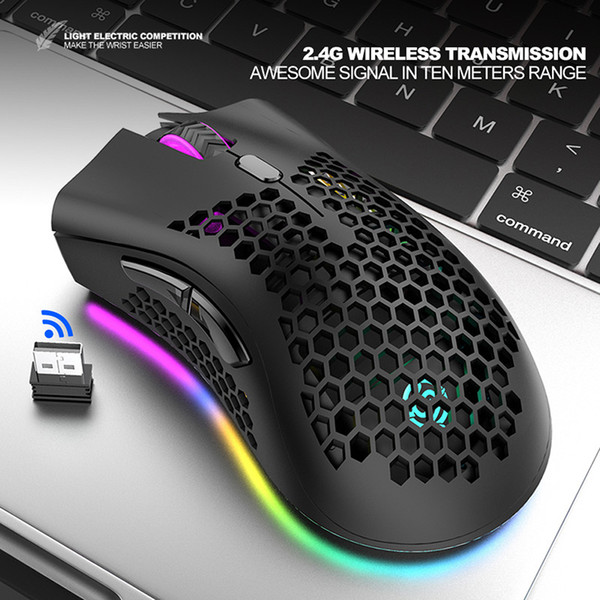 LIGHT ELECTRIC COMPETITION
MAKE THE WRIST EASIER
2.4G WIRELESS TRANSMISSION
AWESOME SIGNAL IN TEN METERS RANGE
X
C
V
B
N
M
K
L
<
,
⌘
command